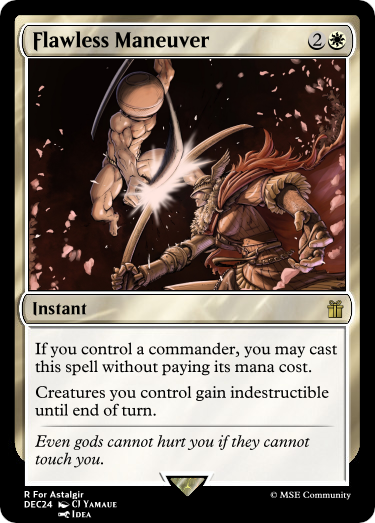 Flawless Maneuver 2
Instant
If you control a commander, you may cast
this spell without paying its mana cost.
Creatures you control gain indestructible
until end of turn.
Even gods cannot hurt you if they cannot
touch you.
R For Astalgir
DEC24 CJ Yamaue
Idea
© MSE Community